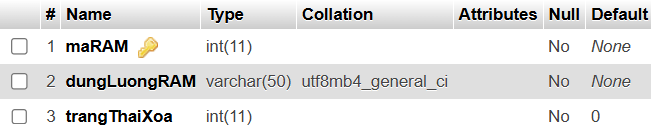 # Name Type Collation Attributes Null Default
1 maRAM int(11) No None
2 dungLuongRAM varchar(50) utf8mb4_general_ci No None
3 trangThaiXoa int(11) No 0